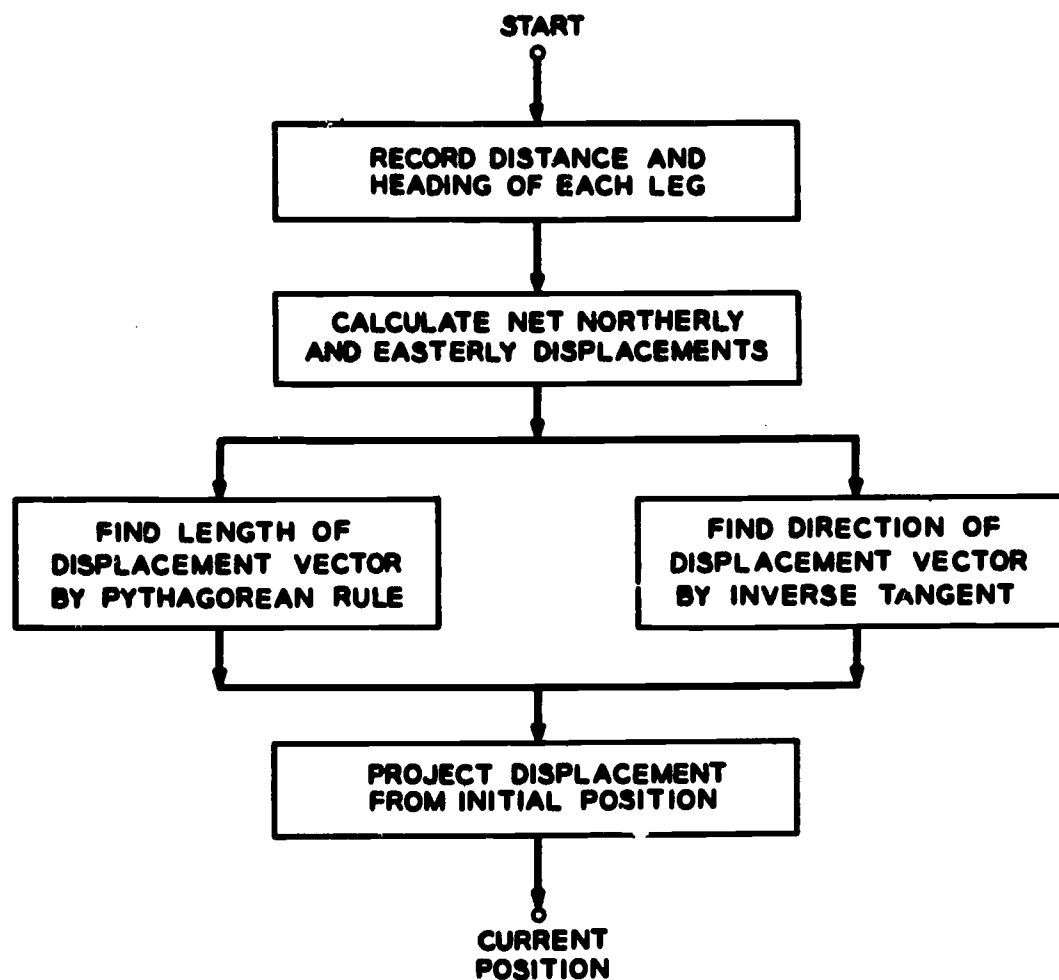 START
RECORD DISTANCE AND
HEADING OF EACH LEG
CALCULATE NET NORTHERLY
AND EASTERLY DISPLACEMENTS
FIND LENGTH OF
DISPLACEMENT VECTOR
BY PYTHAGOREAN RULE
FIND DIRECTION OF
DISPLACEMENT VECTOR
BY INVERSE TANGENT
PROJECT DISPLACEMENT
FROM INITIAL POSITION
CURRENT
POSITION